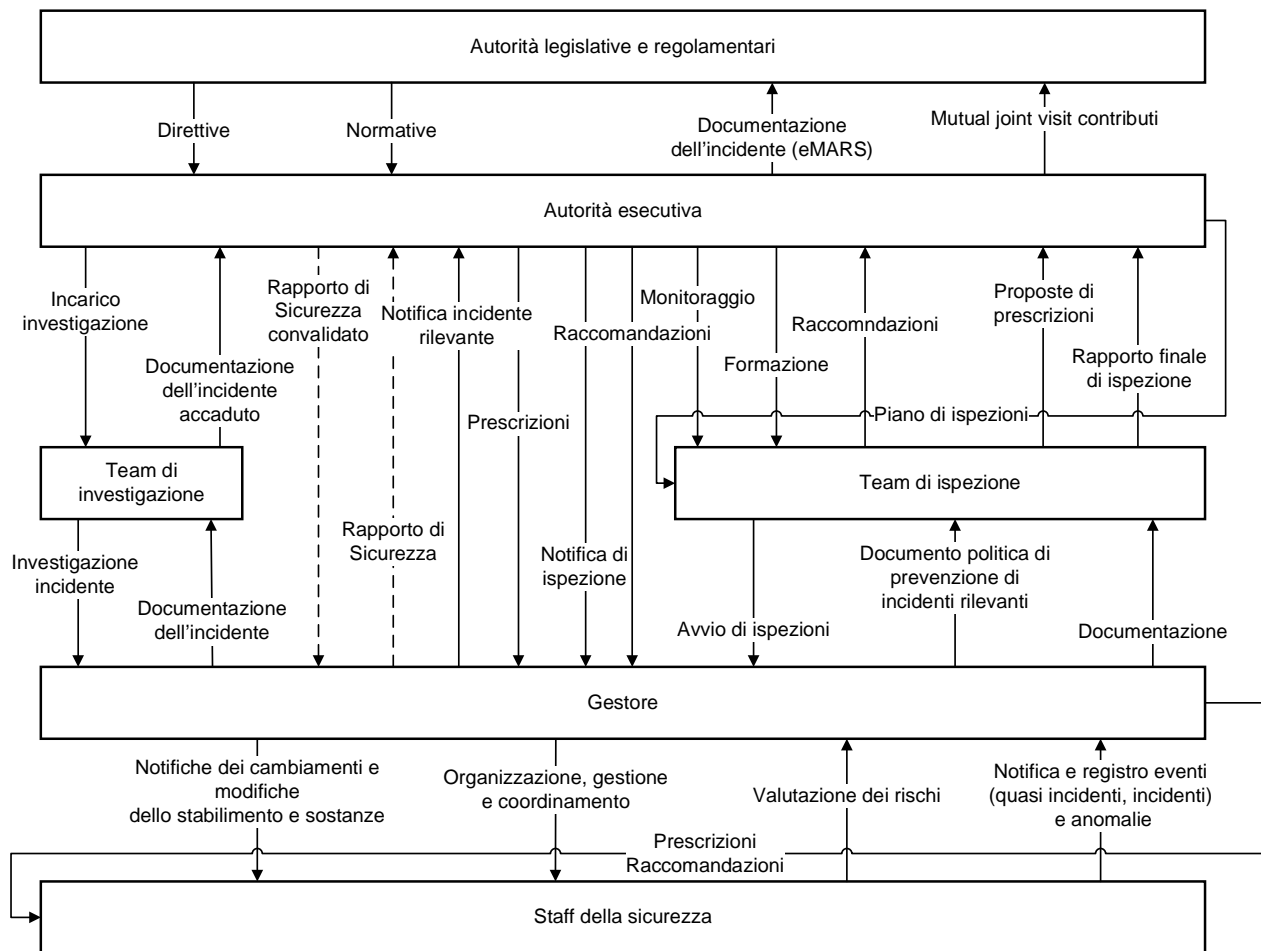 Autorità legislative e regolamentari
Direttive
Normative
Documentazione
dell'incidente (eMARS)
Mutual joint visit contributi
Autorità esecutiva
Incarico
investigazione
Documentazione
dell'incidente
accaduto
Rapporto di
Sicurezza
convalidato
Rapporto di
Sicurezza
Notifica incidente
rilevante
Prescrizioni
Raccomandazioni
Notifica di
ispezione
Monitoraggio
Formazione
Raccomndazioni
Proposte di
prescrizioni
Rapporto finale
di ispezione
Piano di ispezioni
Team di
investigazione
Team di ispezione
Investigazione
incidente
Documentazione
dell'incidente
Avvio di ispezioni
Documento politica di
prevenzione di
incidenti rilevanti
Documentazione
Gestore
Notifiche dei cambiamenti e
modifiche
dello stabilimento e sostanze
Organizzazione, gestione
e coordinamento
Valutazione dei rischi
Notifica e registro eventi
(quasi incidenti, incidenti)
e anomalie
Prescrizioni
Raccomandazioni
Staff della sicurezza